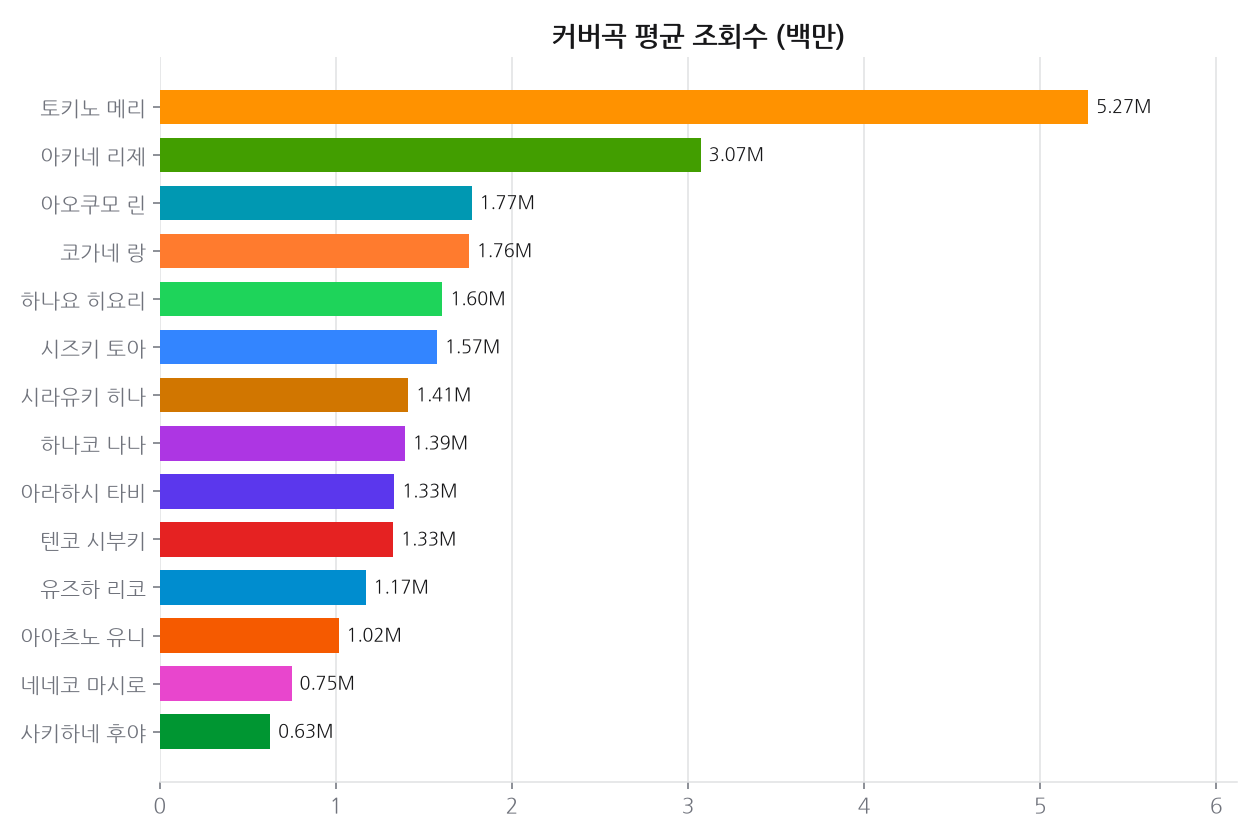 커버곡 평균 조회수 (백만)
토키노 메리 5.27M
아카네 리제 3.07M
아오쿠모 린 1.77M
코가네 랑 1.76M
하나요 히요리 1.60M
시즈키 토아 1.57M
시라유키 히나 1.41M
하나코 나나 1.39M
아라하시 타비 1.33M
텐코 시부키 1.33M
유즈하 리코 1.17M
아야츠노 유니 1.02M
네네코 마시로 0.75M
사키하네 후야 0.63M
0 1 2 3 4 5 6